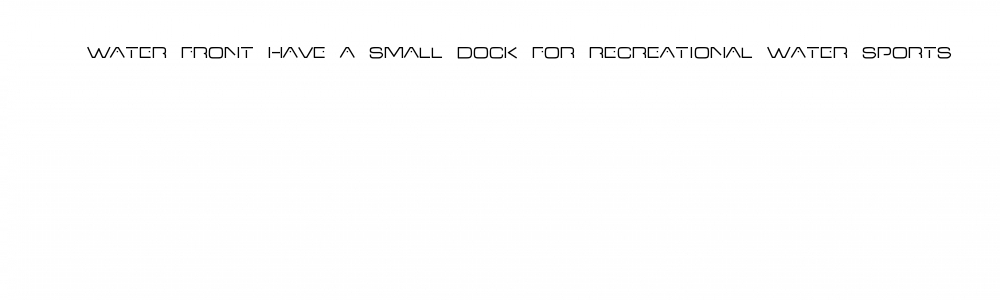 WATER FRONT HAVE A SMALL DOCK FOR RECREATIONAL WATER SPORTS